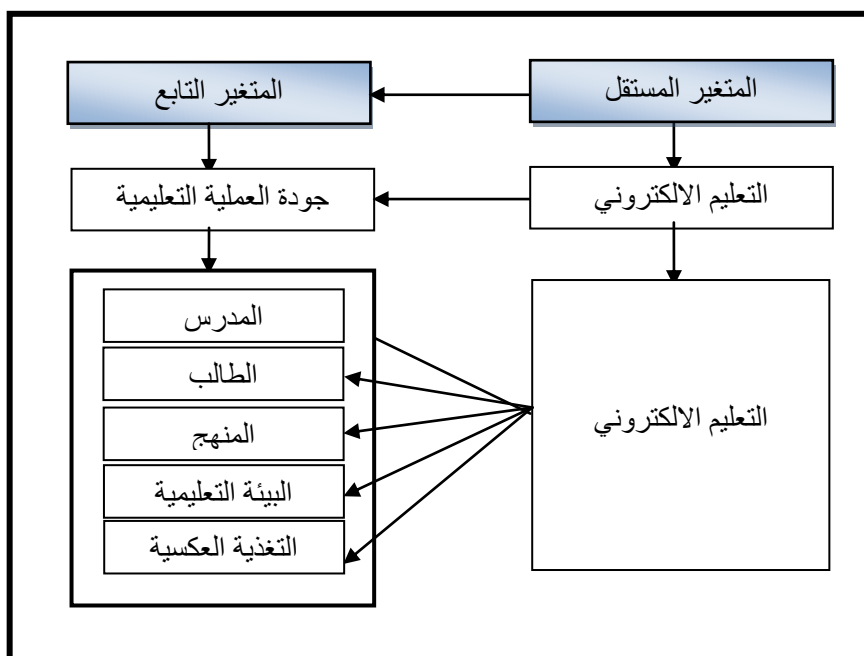 المتغير المستقل
المتغير التابع
التعليم الالكتروني
جودة العملية التعليمية
التعليم الالكتروني
المدرس
الطالب
المنهج
البيئة التعليمية
التغذية العكسية